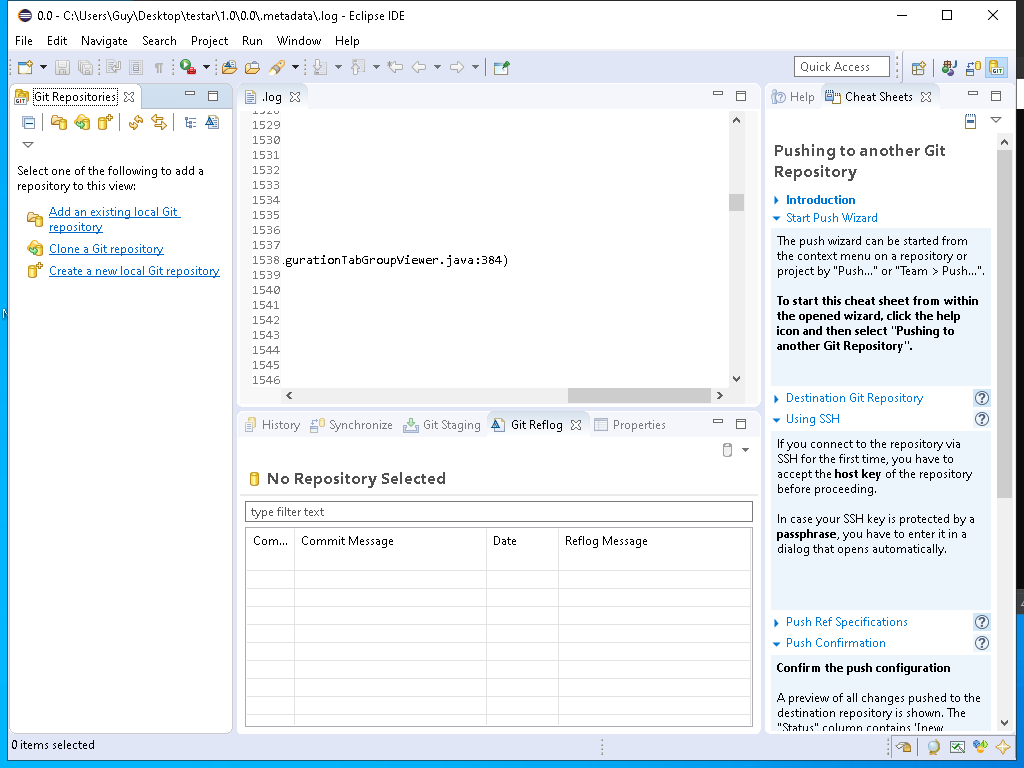 0.0 - C:\Users\Guy\Desktop\testar\1.0\0.0\.metadata\.log - Eclipse IDE
File Edit Navigate Search Project Run Window Help
Quick Access
Git Repositories
Select one of the following to add a
repository to this view:
Add an existing local Git
repository
Clone a Git repository
Create a new local Git repository
.log
1529
1530
1531
1532
1533
1534
1535
1536
1537
1538 .gurationTabGroupViewer.java:384)
1539
1540
1541
1542
1543
1544
1545
1546
History Synchronize Git Staging Git Reflog Properties
No Repository Selected
type filter text
Com... Commit Message Date Reflog Message
Help Cheat Sheets
Pushing to another Git
Repository
Introduction
Start Push Wizard
The push wizard can be started from
the context menu on a repository or
project by "Push..." or "Team > Push...".
To start this cheat sheet from within
the opened wizard, click the help
icon and then select "Pushing to
another Git Repository".
Destination Git Repository
Using SSH
If you connect to the repository via
SSH for the first time, you have to
accept the host key of the repository
before proceeding.
In case your SSH key is protected by a
passphrase, you have to enter it in a
dialog that opens automatically.
Push Ref Specifications
Push Confirmation
Confirm the push configuration
A preview of all changes pushed to the
destination repository is shown. The
"Status" column contains '[new
0 items selected